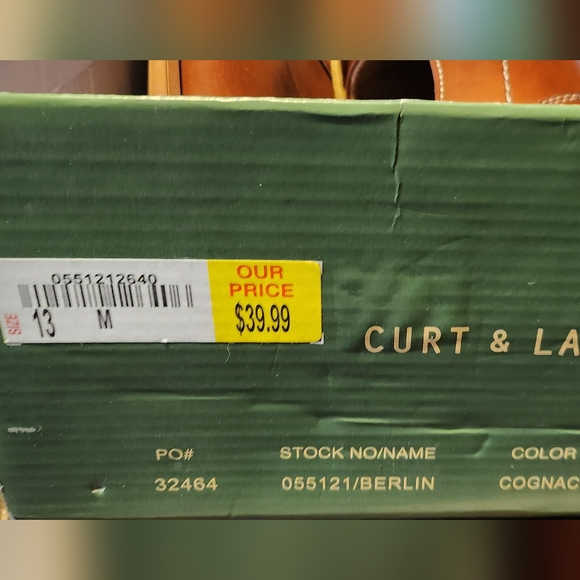 0551212640
SIZE 13 M
OUR
PRICE
$39.99
CURT & LA
PO# STOCK NO/NAME COLOR
32464 055121/BERLIN COGNAC